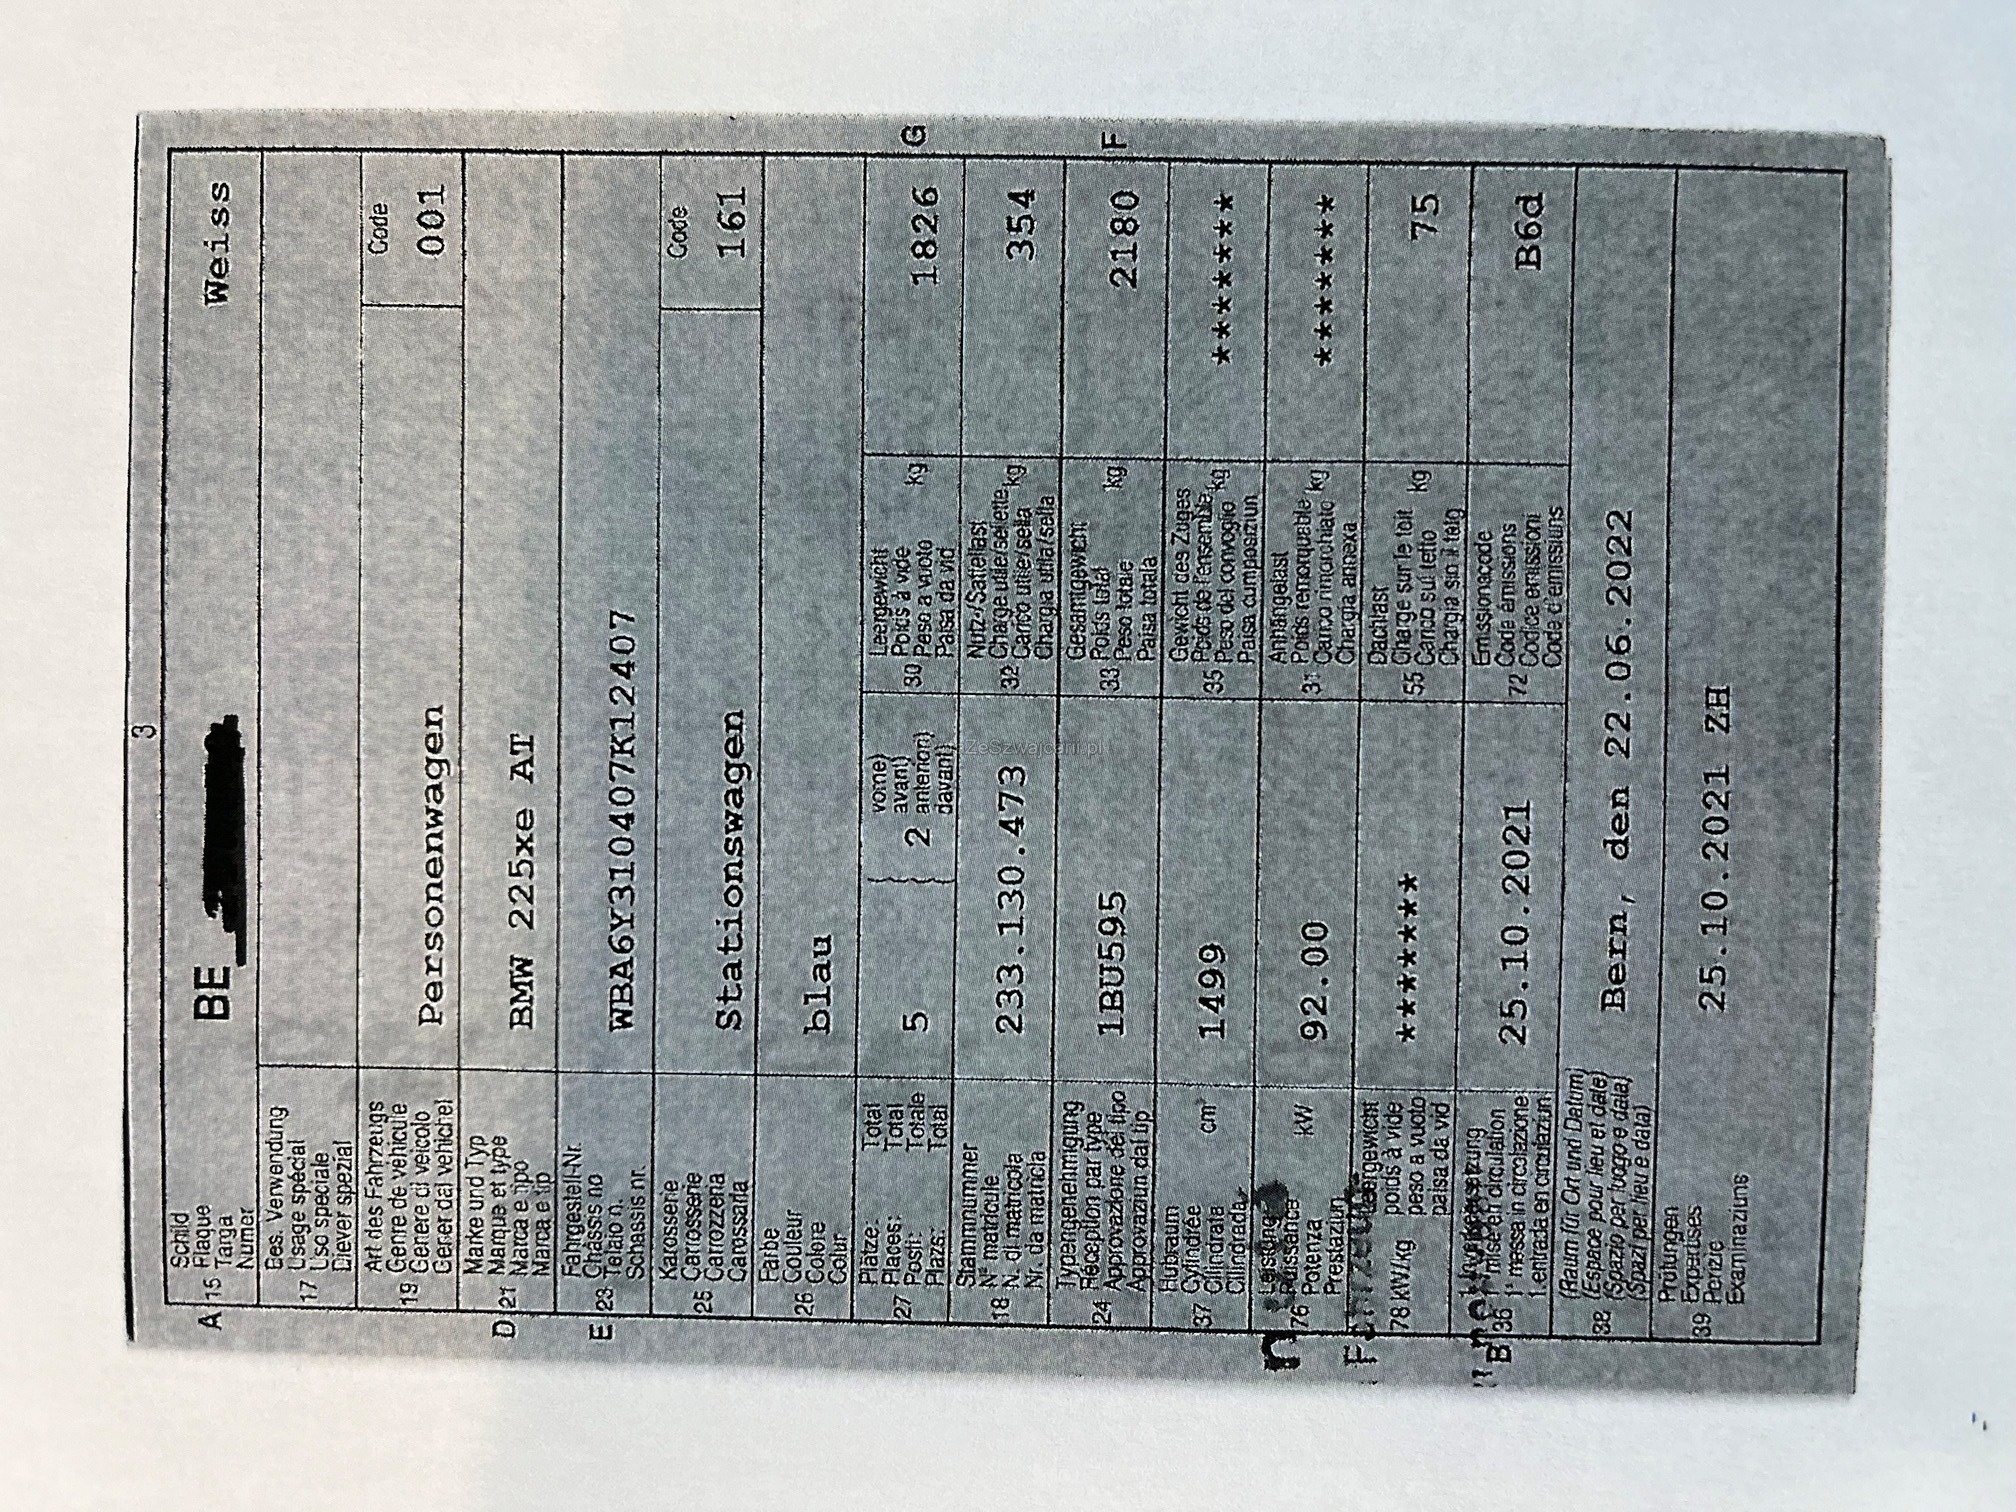 3
Schild
Plaque
A 15 Targa
Numer
BE
Weiss
Bes. Verwendung
Usage spécial
17 Uso speciale
Diever spezial
Art des Fahrzeugs
Genre de véhicule
19 Genere di veicolo
Gener dal vehichel
Personenwagen
Code
001
Marke und Typ
D 21 Marque et type
Marca e tipo
Marca e tip
BMW 225xe AT
Fahrgestell-Nr.
Châssis no
E 23 Telaio n.
Schassis nr.
WBA6Y310407K12407
Karosserie
Carrosserie
25 Carrozzeria
Carossaria
Stationswagen
Code
161
Farbe
Couleur
26 Colore
Colur
blau
Plätze: Total
Places: Total
27 Posti: Totale
Plazs: Total
5
2
vorne)
avant)
anteriori)
davant)
Leergewicht
Poids à vide
30 Peso a vuoto kg
Paisa da vid
1826
G
Stammnummer
N° matricule
18 N. di matricola
Nr. da matricla
233.130.473
Nutz-/Sattellast
Charge utile/sellette
32 Carico utile/sella kg
Chargia utila/sella
354
Typengenehmigung
Réception par type
24 Approvazione del tipo
Approvaziun dal tip
1BU595
Gesamtgewicht
33 Poids total kg
Peso totale
Paisa totala
2180
F
Hubraum
Cylindrée cm³
37 Cilindrata
Cilindrada
1499
Gewicht des Zuges
Poids de l'ensemble
35 Peso del convoglio kg
Paisa cumposiziun
*******
Leistung
76 Puissance kW
Potenza
Prestaziun
92.00
Anhängelast
Poids remorquable
31 Carico rimorchiato kg
Chargia annexa
*******
78 kW/kg
Leergewicht
poids à vide
peso a vuoto
paisa da vid
*******
Dachlast
Charge sur le toit
55 Carico sul tetto kg
Chargia sin il tetg
75
B 36
mise en circulation
1ª messa in circolazione
1. entrada en circulaziun
25.10.2021
Emissionscode
Code émissions
72 Codice emissioni
Code d'emissiuns
B6d
(Raum für Ort und Datum)
(Espace pour lieu et date)
38 (Spazio per luogo e data)
(Spazi per lieu e data)
Bern, den 22.06.2022
Prüfungen
Expertises
39 Perizie
Examinaziuns
25.10.2021 ZH
ZeSzwajcarii.pl